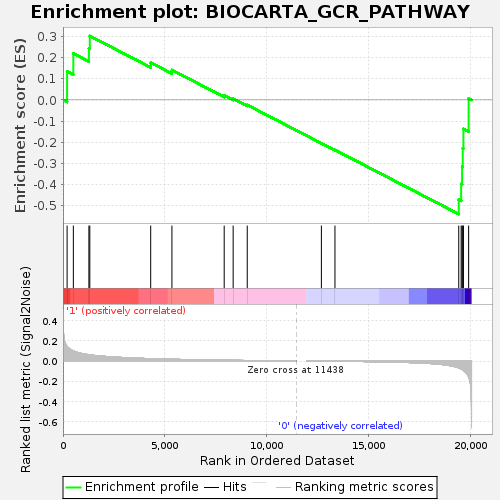 Enrichment plot: BIOCARTA_GCR_PATHWAY
Enrichment score (ES)
0.3
0.2
0.1
0.0
-0.1
-0.2
-0.3
-0.4
-0.5
'1' (positively correlated)
Ranked list metric (Signal2Noise)
0.4
0.2
0.0
-0.2
-0.4
-0.6
Zero cross at 11438
'0' (negatively correlated)
0 5,000 10,000 15,000 20,000
Rank in Ordered Dataset
Enrichment profile Hits Ranking metric scores